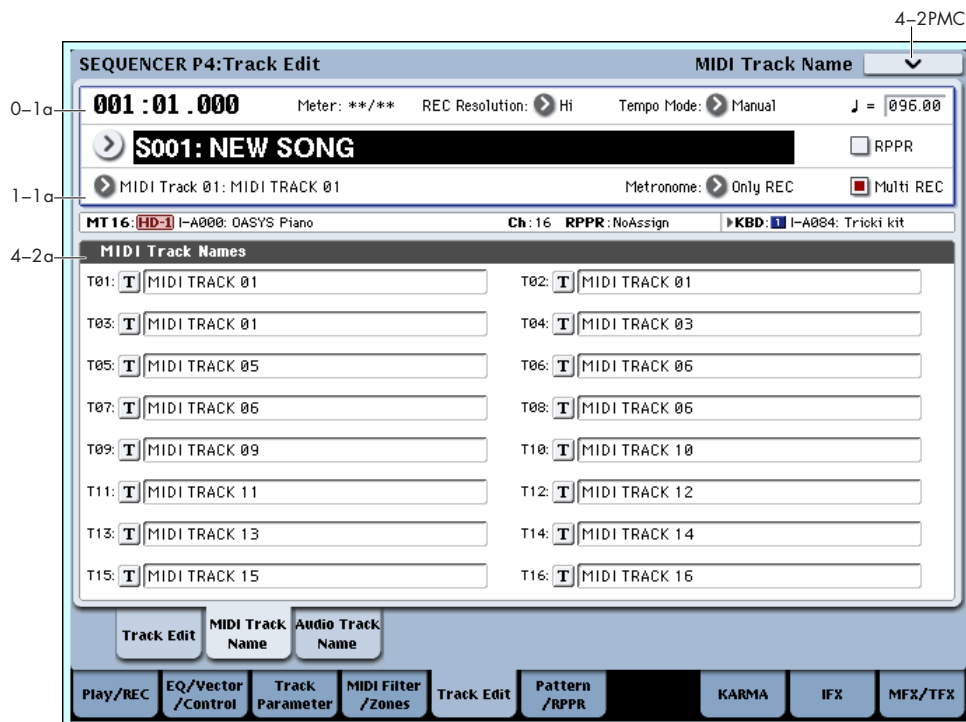 4–2PMC
SEQUENCER P4:Track Edit MIDI Track Name
0–1a
001:01.000 Meter: **/** REC Resolution: Hi Tempo Mode: Manual ♩ = 096.00
S001: NEW SONG RPPR
1–1a
MIDI Track 01: MIDI TRACK 01 Metronome: Only REC Multi REC
MT16: HD-1 I-A000: OASYS Piano Ch:16 RPPR:NoAssign ▶KBD: 1 I-A084: Tricki kit
4–2a
MIDI Track Names
T01: T MIDI TRACK 01 T02: T MIDI TRACK 01
T03: T MIDI TRACK 01 T04: T MIDI TRACK 03
T05: T MIDI TRACK 05 T06: T MIDI TRACK 06
T07: T MIDI TRACK 06 T08: T MIDI TRACK 06
T09: T MIDI TRACK 09 T10: T MIDI TRACK 10
T11: T MIDI TRACK 11 T12: T MIDI TRACK 12
T13: T MIDI TRACK 13 T14: T MIDI TRACK 14
T15: T MIDI TRACK 15 T16: T MIDI TRACK 16
Track Edit
MIDI Track
Name
Audio Track
Name
Play/REC
EQ/Vector
/Control
Track
Parameter
MIDI Filter
/Zones
Track Edit
Pattern
/RPPR
KARMA
IFX
MFX/TFX